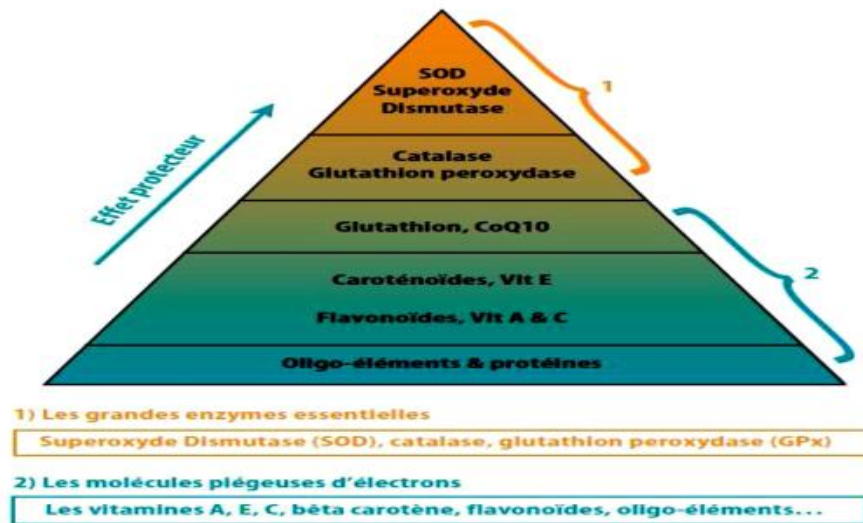 SOD
Superoxyde
Dismutase
1
Catalase
Glutathion peroxydase
Effet protecteur
Glutathion, CoQ10
Caroténoïdes, Vit E
2
Flavonoïdes, Vit A & C
Oligo-éléments & protéines
1) Les grandes enzymes essentielles
Superoxyde Dismutase (SOD), catalase, glutathion peroxydase (GPx)
2) Les molécules piégeuses d'électrons
Les vitamines A, E, C, bêta carotène, flavonoïdes, oligo-éléments...